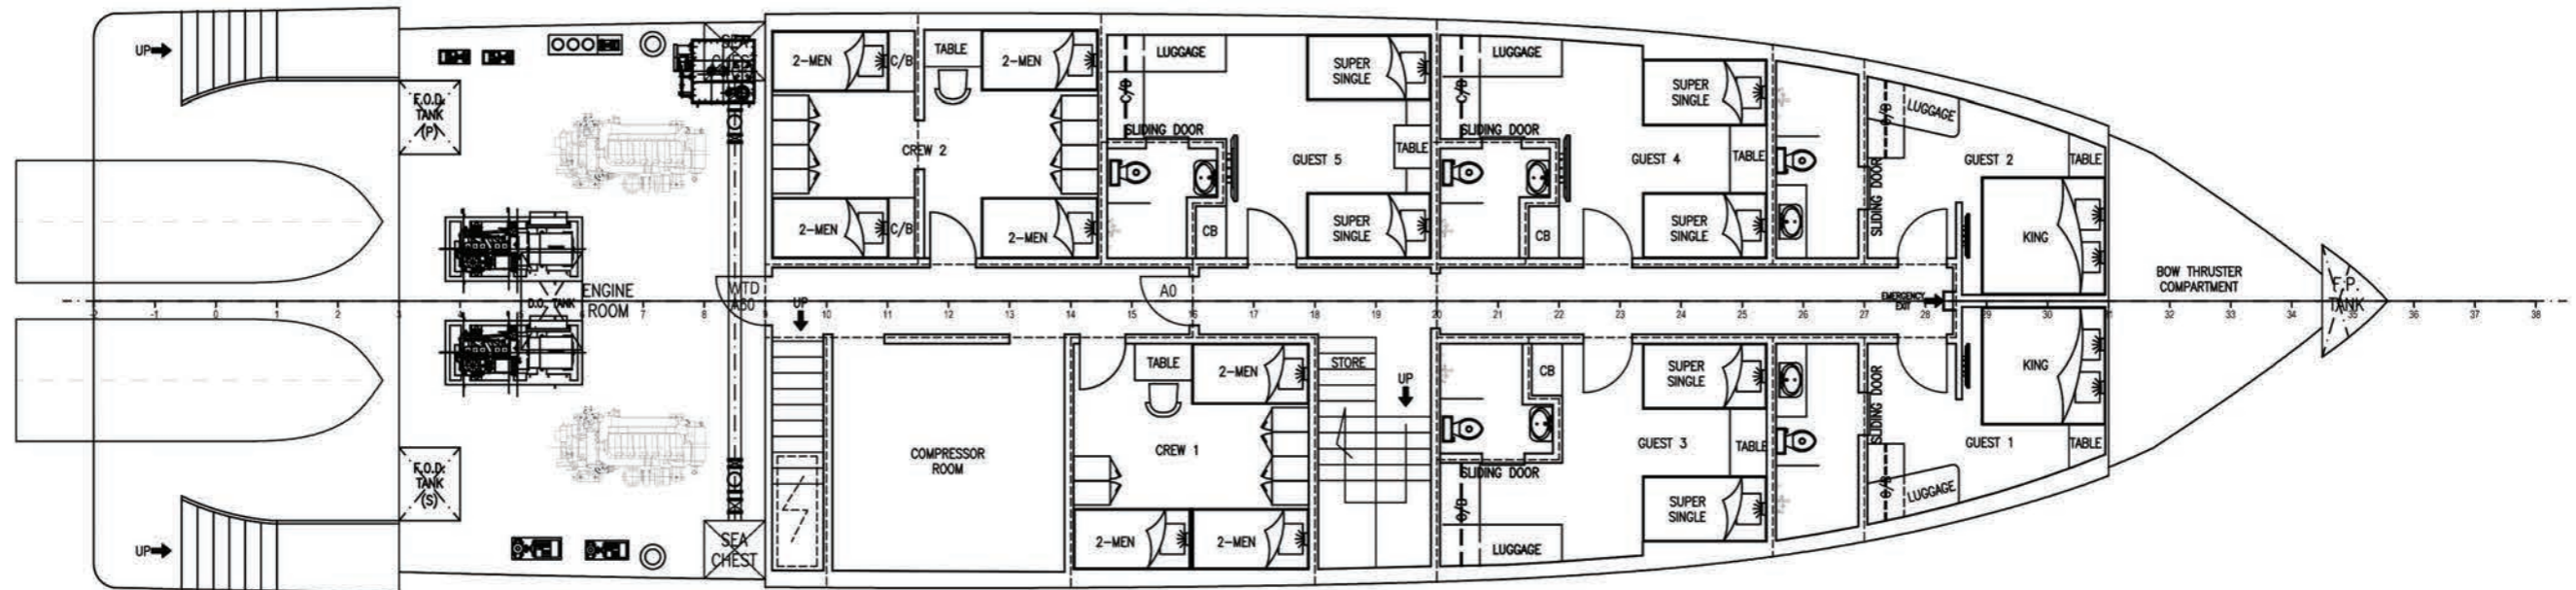 UP
F.O.D.
TANK
(P)
SEA
2-MEN
C/B
TABLE
2-MEN
CREW 2
2-MEN
C/B
2-MEN
C/B
LUGGAGE
SLIDING DOOR
SUPER
SINGLE
TABLE
GUEST 5
CB
SUPER
SINGLE
C/B
LUGGAGE
SLIDING DOOR
SUPER
SINGLE
TABLE
GUEST 4
CB
SUPER
SINGLE
C/B
LUGGAGE
GUEST 2
TABLE
SLIDING DOOR
KING
ENGINE
ROOM
D.O. TANK
WTD
A60
UP
A0
EMERGENCY
EXIT
BOW THRUSTER
COMPARTMENT
F.P.
TANK
-2 -1 0 1 2 3 4 5 6 7 8 9 10 11 12 13 14 15 16 17 18 19 20 21 22 23 24 25 26 27 28 29 30 31 32 33 34 35 36 37 38
COMPRESSOR
ROOM
TABLE
2-MEN
CREW 1
2-MEN
2-MEN
STORE
UP
CB
SUPER
SINGLE
GUEST 3
TABLE
SLIDING DOOR
C/B
LUGGAGE
SUPER
SINGLE
SLIDING DOOR
KING
GUEST 1
TABLE
C/B
LUGGAGE
F.O.D.
TANK
(S)
UP
SEA
CHEST